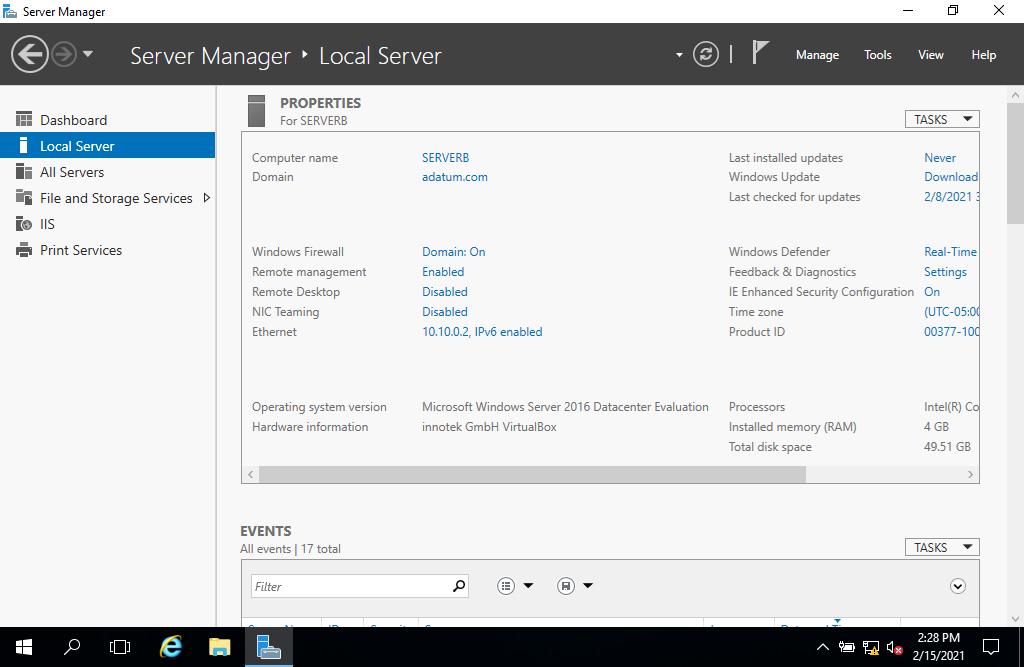 Server Manager
Server Manager ‣ Local Server
Manage Tools View Help
Dashboard
Local Server
All Servers
File and Storage Services
IIS
Print Services
PROPERTIES
For SERVERB
TASKS
Computer name SERVERB Last installed updates Never
Domain adatum.com Windows Update Download
Last checked for updates 2/8/2021 3
Windows Firewall Domain: On Windows Defender Real-Time
Remote management Enabled Feedback & Diagnostics Settings
Remote Desktop Disabled IE Enhanced Security Configuration On
NIC Teaming Disabled Time zone (UTC-05:00
Ethernet 10.10.0.2, IPv6 enabled Product ID 00377-100
Operating system version Microsoft Windows Server 2016 Datacenter Evaluation Processors Intel(R) Co
Hardware information innotek GmbH VirtualBox Installed memory (RAM) 4 GB
Total disk space 49.51 GB
EVENTS
All events | 17 total
TASKS
Filter
2:28 PM
2/15/2021